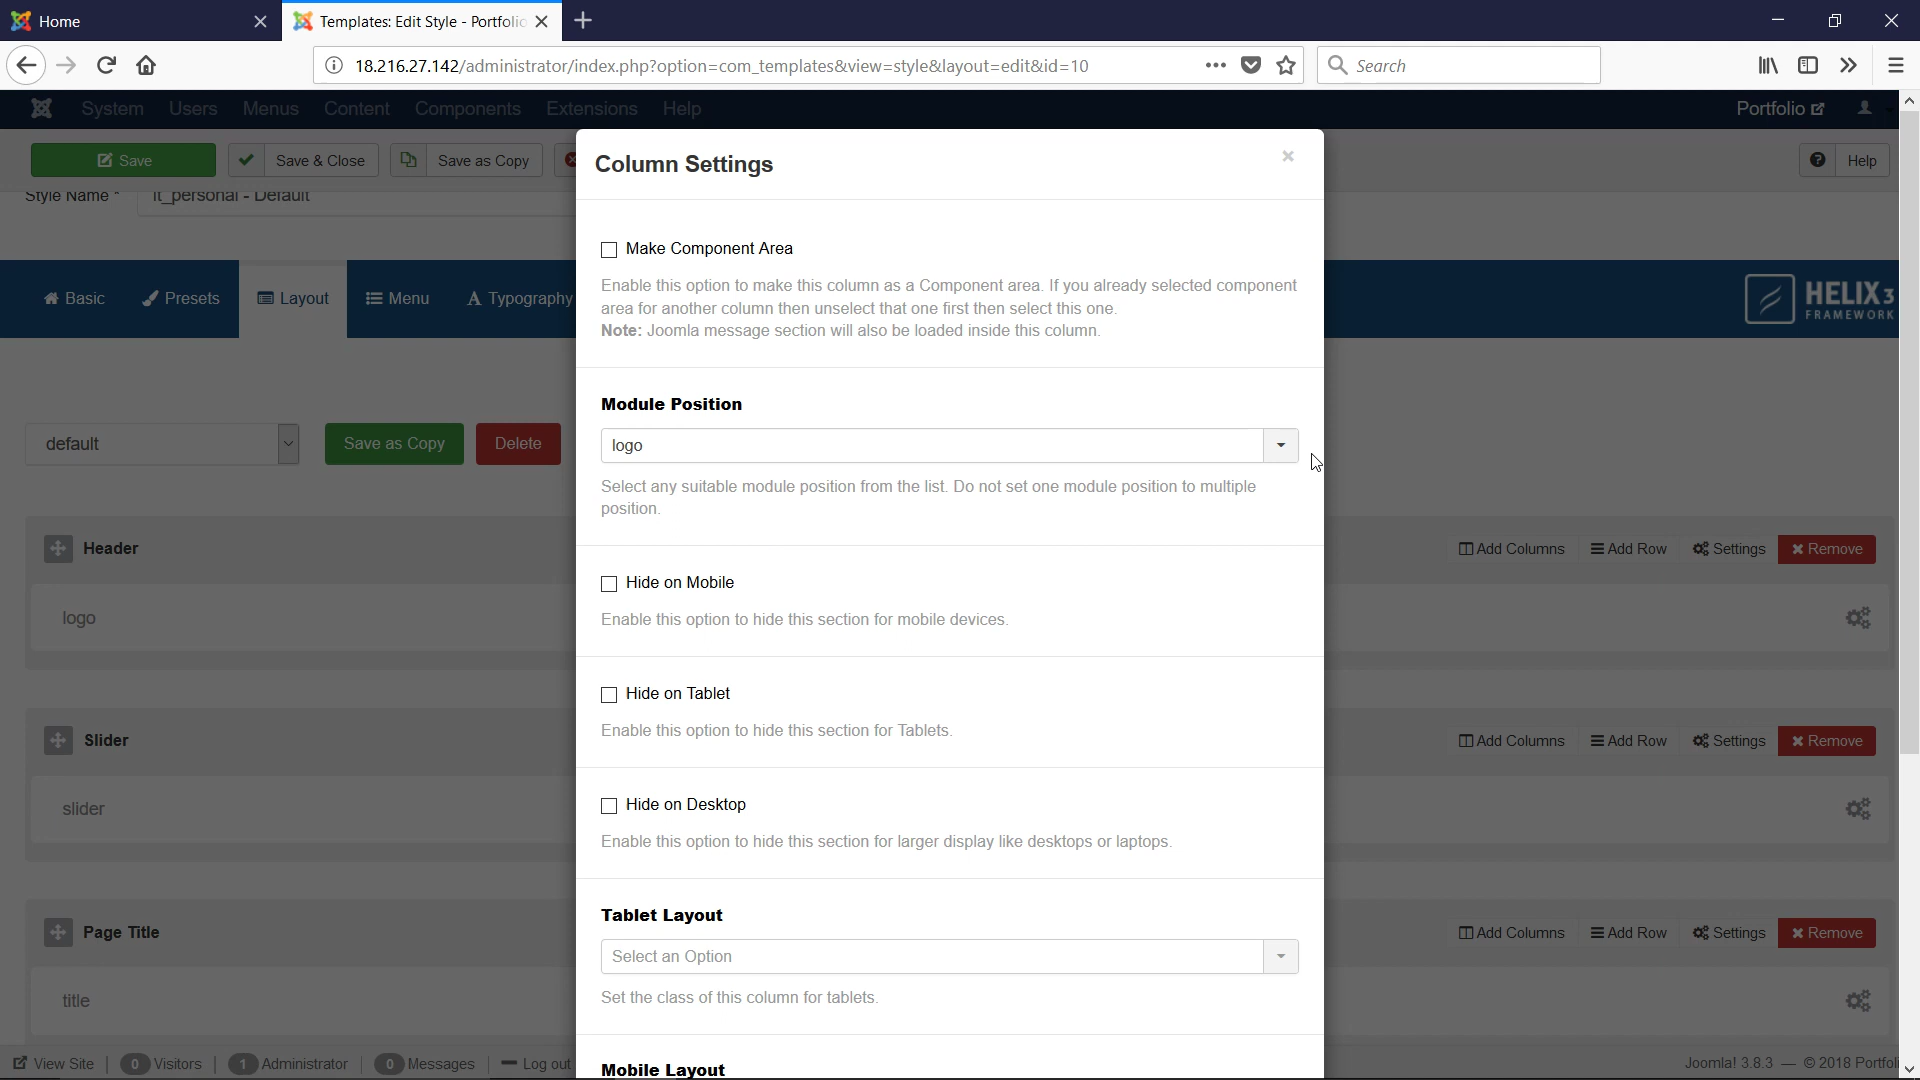 Home
Templates: Edit Style - Portfolio
18.216.27.142/administrator/index.php?option=com_templates&view=style&layout=edit&id=10
Search
System Users Menus Content Components Extensions Help
Portfolio
Save
Save & Close
Save as Copy
Help
Style Name *
lt_personal - Default
Basic
Presets
Layout
Menu
Typography
HELIX3
FRAMEWORK
default
Save as Copy
Delete
Column Settings
Make Component Area
Enable this option to make this column as a Component area. If you already selected component
area for another column then unselect that one first then select this one.
Note: Joomla message section will also be loaded inside this column.
Module Position
logo
Select any suitable module position from the list. Do not set one module position to multiple
position.
Hide on Mobile
Enable this option to hide this section for mobile devices.
Hide on Tablet
Enable this option to hide this section for Tablets.
Hide on Desktop
Enable this option to hide this section for larger display like desktops or laptops.
Tablet Layout
Select an Option
Set the class of this column for tablets.
Mobile Layout
Header
Add Columns Add Row Settings Remove
logo
Slider
Add Columns Add Row Settings Remove
slider
Page Title
Add Columns Add Row Settings Remove
title
View Site 0 Visitors 1 Administrator 0 Messages Log out
Joomla! 3.8.3 — © 2018 Portfoli